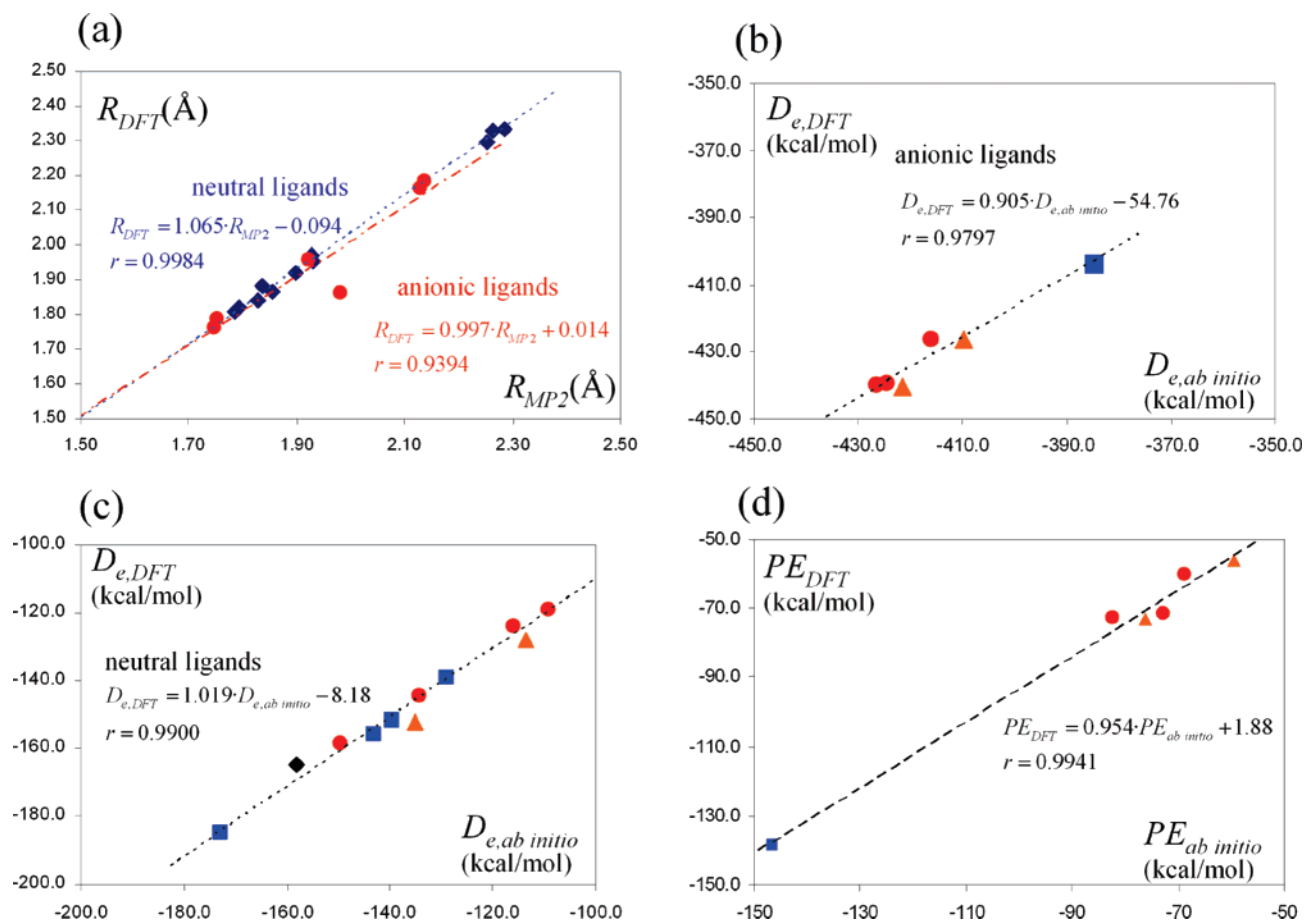 (a)
2.50
2.40
2.30
2.20
2.10
2.00
1.90
1.80
1.70
1.60
1.50
R_DFT(Å)
neutral ligands
R_DFT = 1.065·R_MP2 − 0.094
r = 0.9984
anionic ligands
R_DFT = 0.997·R_MP2 + 0.014
r = 0.9394
R_MP2(Å)
1.50 1.70 1.90 2.10 2.30 2.50
(b)
-350.0
-370.0
-390.0
-410.0
-430.0
-450.0
D_e,DFT
(kcal/mol)
anionic ligands
D_e,DFT = 0.905·D_e,ab initio − 54.76
r = 0.9797
D_e,ab initio
(kcal/mol)
-450.0 -430.0 -410.0 -390.0 -370.0 -350.0
(c)
-100.0
-120.0
-140.0
-160.0
-180.0
-200.0
D_e,DFT
(kcal/mol)
neutral ligands
D_e,DFT = 1.019·D_e,ab initio − 8.18
r = 0.9900
D_e,ab initio
(kcal/mol)
-200.0 -180.0 -160.0 -140.0 -120.0 -100.0
(d)
-50.0
-70.0
-90.0
-110.0
-130.0
-150.0
PE_DFT
(kcal/mol)
PE_DFT = 0.954·PE_ab initio + 1.88
r = 0.9941
PE_ab initio
(kcal/mol)
-150 -130 -110 -90 -70 -50